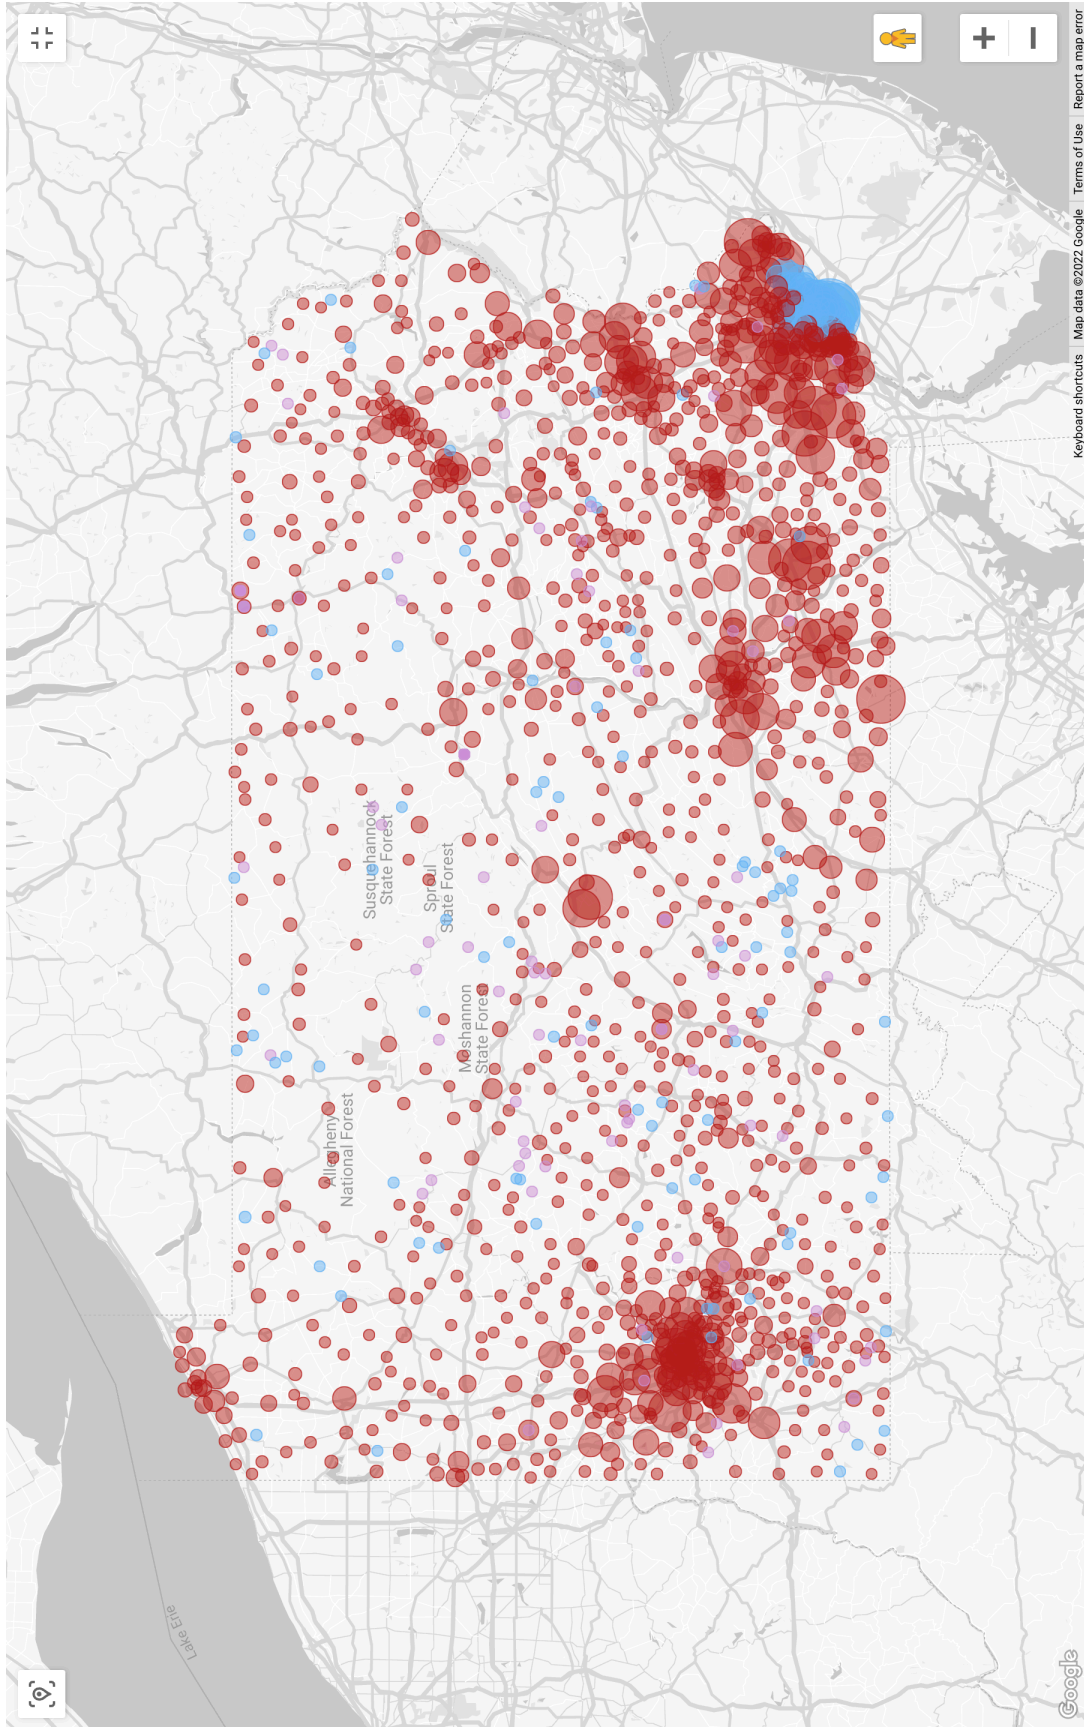 Susquehannock
State Forest
Sproul
State Forest
Moshannon
State Forest
Allegheny
National Forest
Lake Erie
Google
Keyboard shortcuts
Map data ©2022 Google
Terms of Use
Report a map error